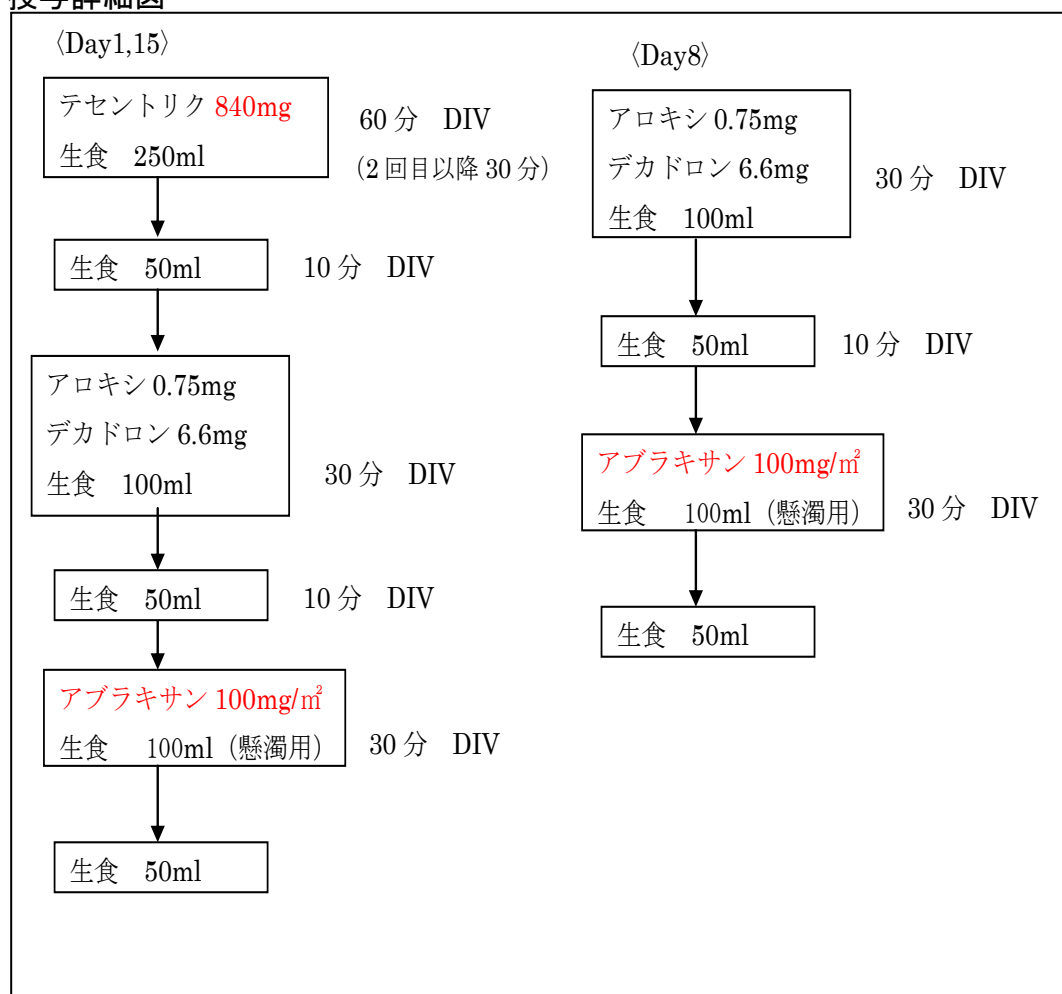 投与詳細図
〈Day1,15〉
テセントリク 840mg
生食 250ml
60分 DIV
(2回目以降30分)
生食 50ml
10分 DIV
アロキシ 0.75mg
デカドロン 6.6mg
生食 100ml
30分 DIV
生食 50ml
10分 DIV
アブラキサン 100mg/㎡
生食 100ml（懸濁用）
30分 DIV
生食 50ml
〈Day8〉
アロキシ 0.75mg
デカドロン 6.6mg
生食 100ml
30分 DIV
生食 50ml
10分 DIV
アブラキサン 100mg/㎡
生食 100ml（懸濁用）
30分 DIV
生食 50ml